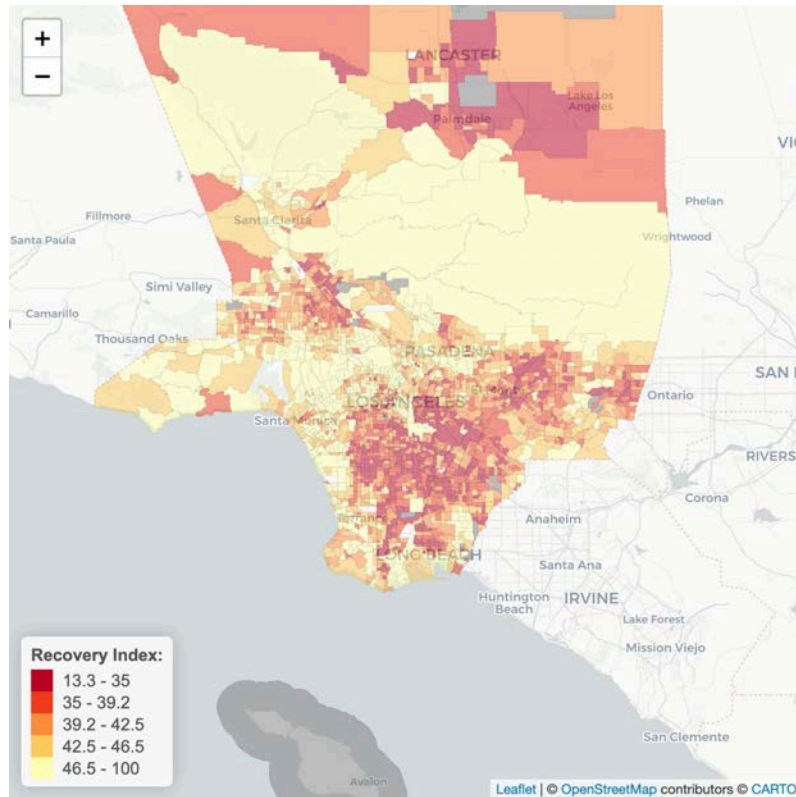 +
−
LANCASTER
Lake Los
Angeles
Palmdale
VIC
Phelan
Fillmore
Santa Clarita
Wrightwood
Santa Paula
Simi Valley
Camarillo
Thousand Oaks
PASADENA
SAN
El Monte
Ontario
LOS ANGELES
Santa Monica
RIVERS
Corona
Torrance
Anaheim
LONG BEACH
Santa Ana
Huntington
Beach
IRVINE
Lake Forest
Mission Viejo
Recovery Index:
13.3 - 35
35 - 39.2
39.2 - 42.5
42.5 - 46.5
46.5 - 100
San Clemente
Avalon
Leaflet | © OpenStreetMap contributors © CARTO